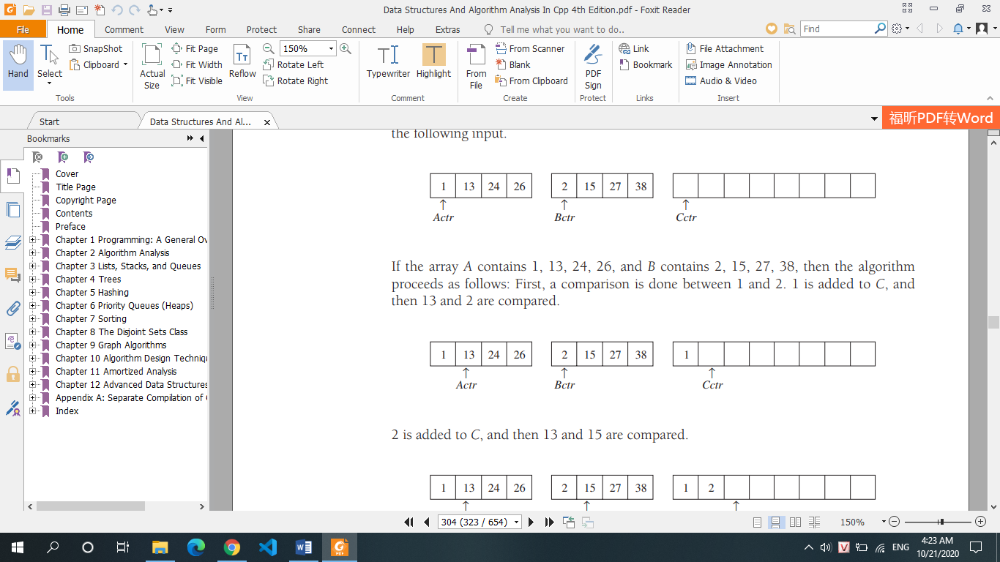 Data Structures And Algorithm Analysis In Cpp 4th Edition.pdf - Foxit Reader
File Home Comment View Form Protect Share Connect Help Extras Tell me what you want to do.. Find
Hand
Select
SnapShot
Clipboard
Tools
Actual Size
Fit Page
Fit Width
Fit Visible
Reflow
150%
Rotate Left
Rotate Right
View
Typewriter
Highlight
Comment
From File
From Scanner
Blank
From Clipboard
Create
PDF Sign
Protect
Link
Bookmark
Links
File Attachment
Image Annotation
Audio & Video
Insert
Start
Data Structures And Al...
福昕PDF转Word
Bookmarks
Cover
Title Page
Copyright Page
Contents
Preface
Chapter 1 Programming: A General Ov
Chapter 2 Algorithm Analysis
Chapter 3 Lists, Stacks, and Queues
Chapter 4 Trees
Chapter 5 Hashing
Chapter 6 Priority Queues (Heaps)
Chapter 7 Sorting
Chapter 8 The Disjoint Sets Class
Chapter 9 Graph Algorithms
Chapter 10 Algorithm Design Techniqu
Chapter 11 Amortized Analysis
Chapter 12 Advanced Data Structures
Appendix A: Separate Compilation of
Index
the following input.
1 13 24 26 2 15 27 38
Actr Bctr Cctr
If the array A contains 1, 13, 24, 26, and B contains 2, 15, 27, 38, then the algorithm
proceeds as follows: First, a comparison is done between 1 and 2. 1 is added to C, and
then 13 and 2 are compared.
1 13 24 26 2 15 27 38 1
Actr Bctr Cctr
2 is added to C, and then 13 and 15 are compared.
1 13 24 26 2 15 27 38 1 2
304 (323 / 654)
150%
ENG
4:23 AM
10/21/2020